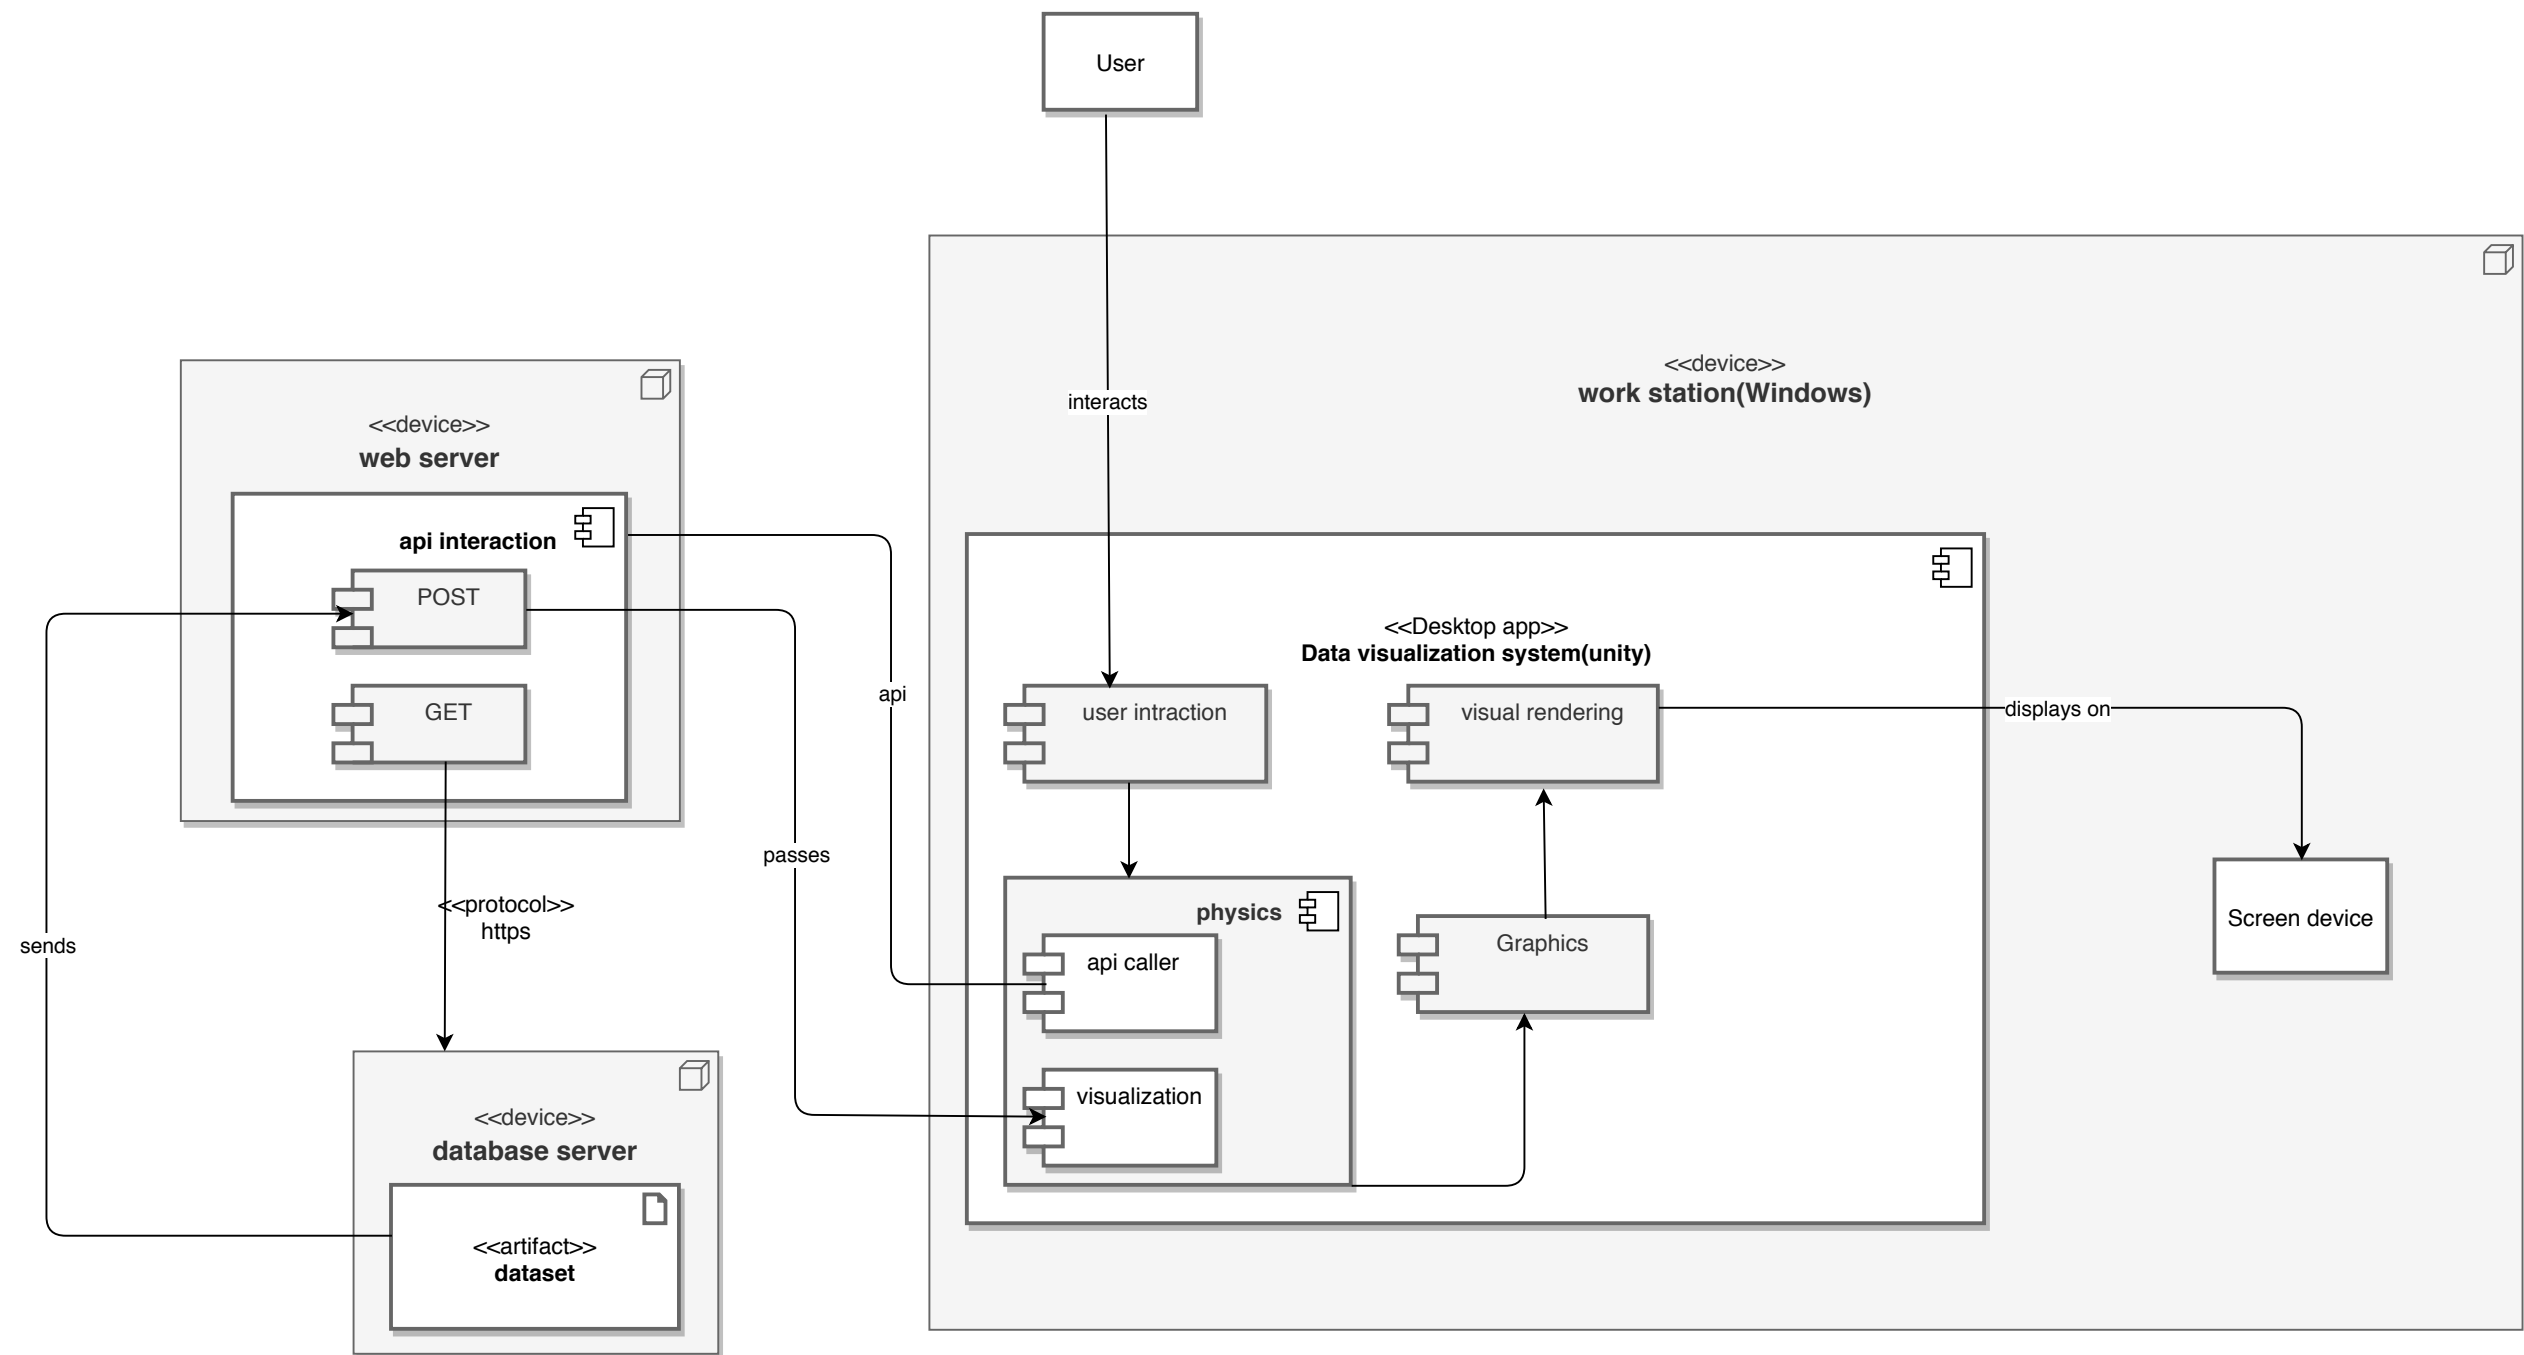 User
interacts
<<device>>
work station(Windows)
<<device>>
web server
api interaction
POST
GET
api
passes
sends
<<protocol>>
https
<<Desktop app>>
Data visualization system(unity)
user intraction
visual rendering
displays on
physics
api caller
visualization
Graphics
Screen device
<<device>>
database server
<<artifact>>
dataset